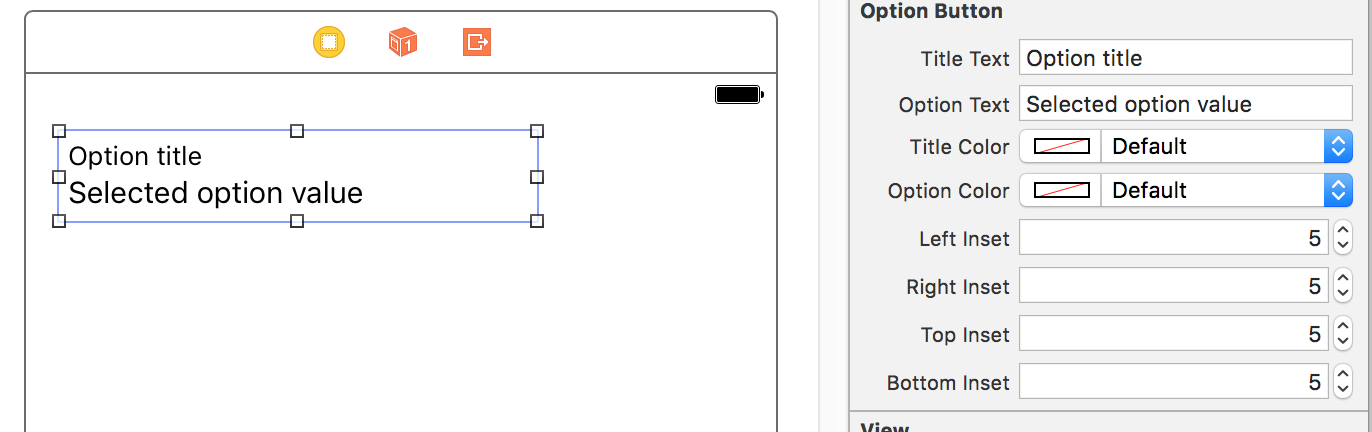 1
Option title
Selected option value
Option Button
Title Text Option title
Option Text Selected option value
Title Color Default
Option Color Default
Left Inset 5
Right Inset 5
Top Inset 5
Bottom Inset 5
View